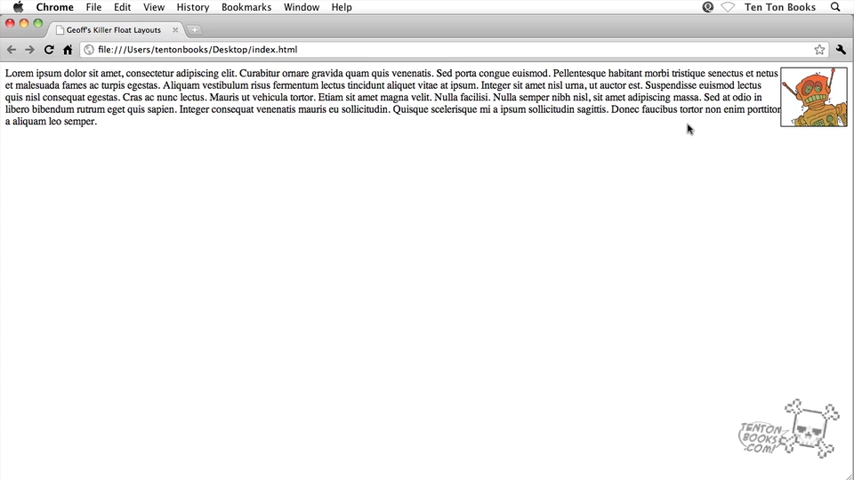 Chrome File Edit View History Bookmarks Window Help Ten Ton Books
Geoff's Killer Float Layouts
file:///Users/tentonbooks/Desktop/index.html
Lorem ipsum dolor sit amet, consectetur adipiscing elit. Curabitur ornare gravida quam quis venenatis. Sed porta congue euismod. Pellentesque habitant morbi tristique senectus et netus
et malesuada fames ac turpis egestas. Aliquam vestibulum risus fermentum lectus tincidunt aliquet vitae at ipsum. Integer sit amet nisl urna, ut auctor est. Suspendisse euismod lectus
quis nisl consequat egestas. Cras ac nunc lectus. Mauris ut vehicula tortor. Etiam sit amet magna velit. Nulla facilisi. Nulla semper nibh nisl, sit amet adipiscing massa. Sed at odio in
libero bibendum rutrum eget quis sapien. Integer consequat venenatis mauris eu sollicitudin. Quisque scelerisque mi a ipsum sollicitudin sagittis. Donec faucibus tortor non enim porttitor
a aliquam leo semper.
TENTON
BOOKS
.COM!